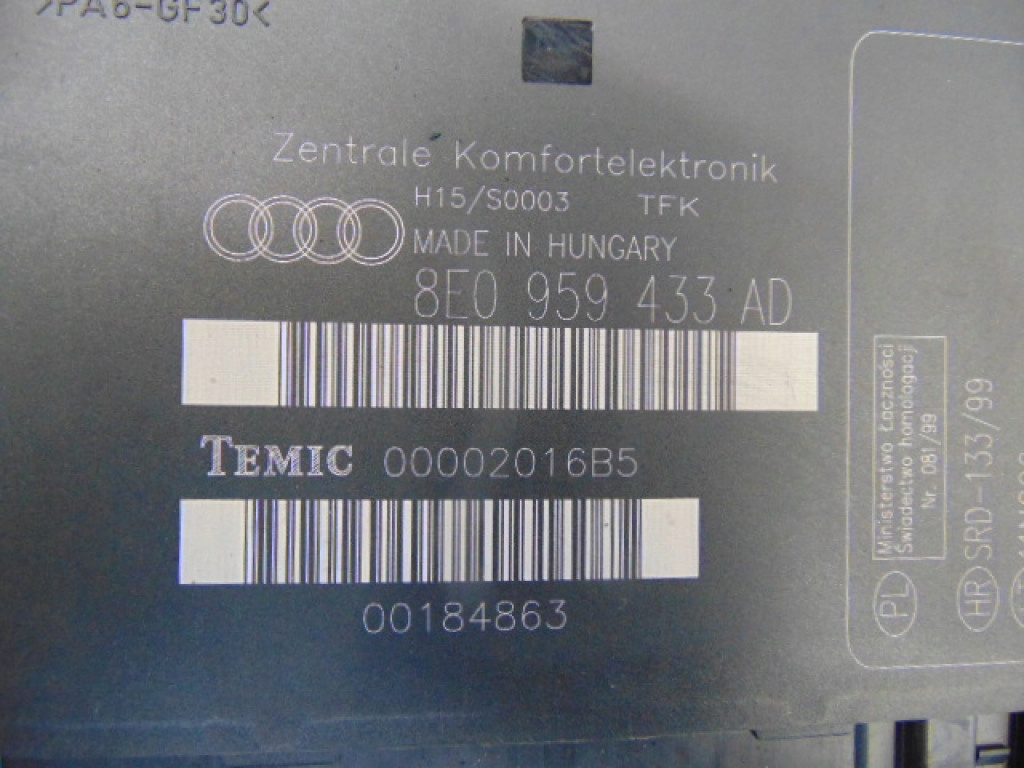 >PA6-GF30<
Zentrale Komfortelektronik
H15/S0003 TFK
MADE IN HUNGARY
8E0 959 433 AD
TEMIC 00002016B5
00184863
Ministerstwo Łączności
Świadectwo homologacji
Nr. 081/99
PL
HR SRD-133/99